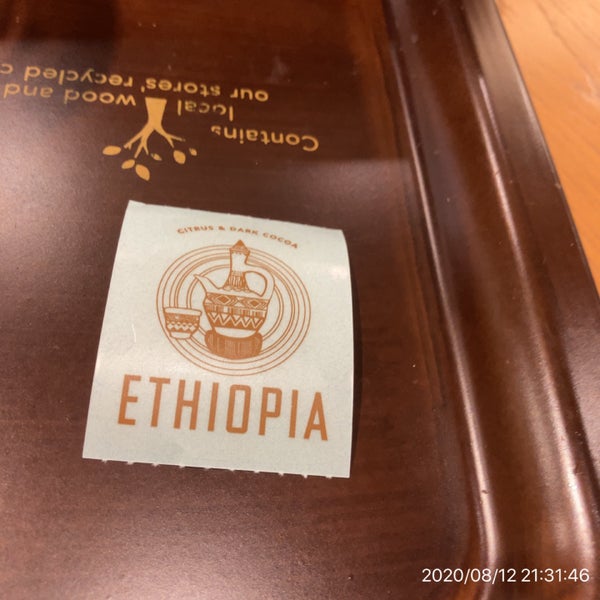 Contains
local wood and
our stores' recycled
CITRUS & DARK COCOA
ETHIOPIA
2020/08/12 21:31:46